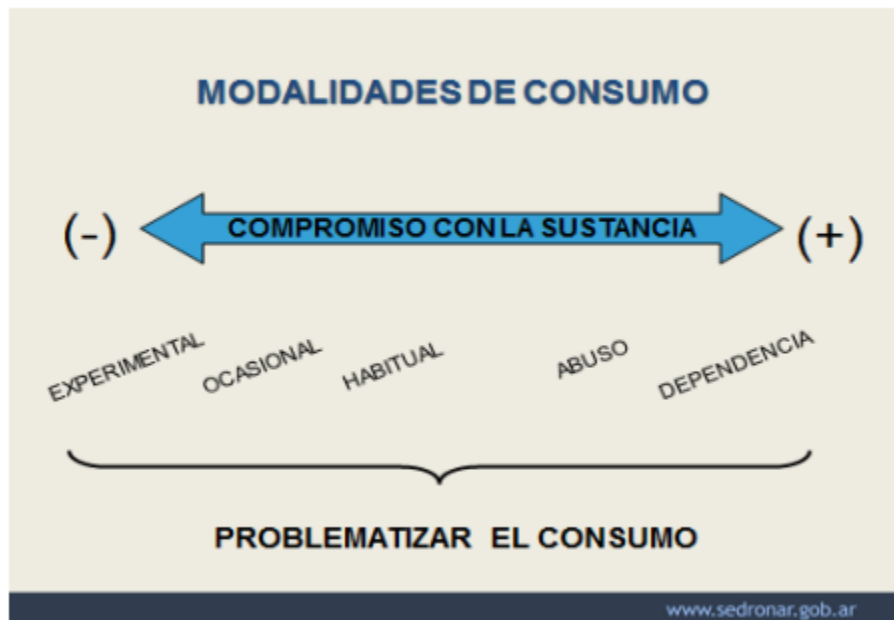 MODALIDADES DE CONSUMO
(-)
COMPROMISO CON LA SUSTANCIA
(+)
EXPERIMENTAL
OCASIONAL
HABITUAL
ABUSO
DEPENDENCIA
PROBLEMATIZAR EL CONSUMO
www.sedronar.gob.ar